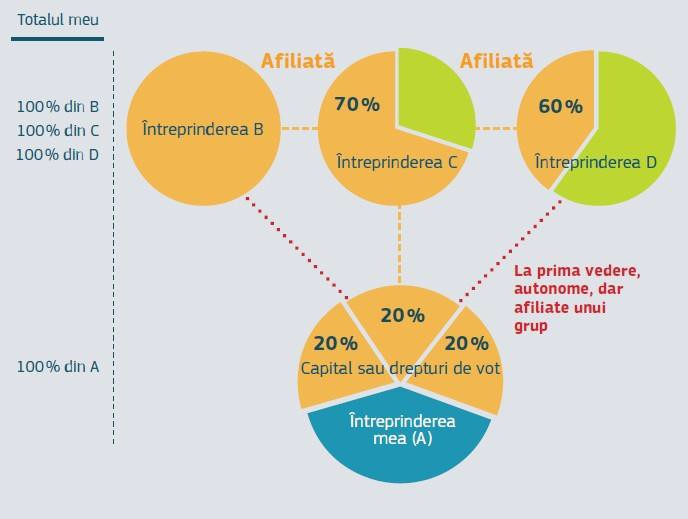 Totalul meu
Afiliată
Afiliată
100% din B
100% din C
100% din D
Întreprinderea B
70%
Întreprinderea C
60%
Întreprinderea D
La prima vedere,
autonome, dar
afiliate unui
grup
20%
20%
20%
100% din A
Capital sau drepturi de vot
Întreprinderea
mea (A)